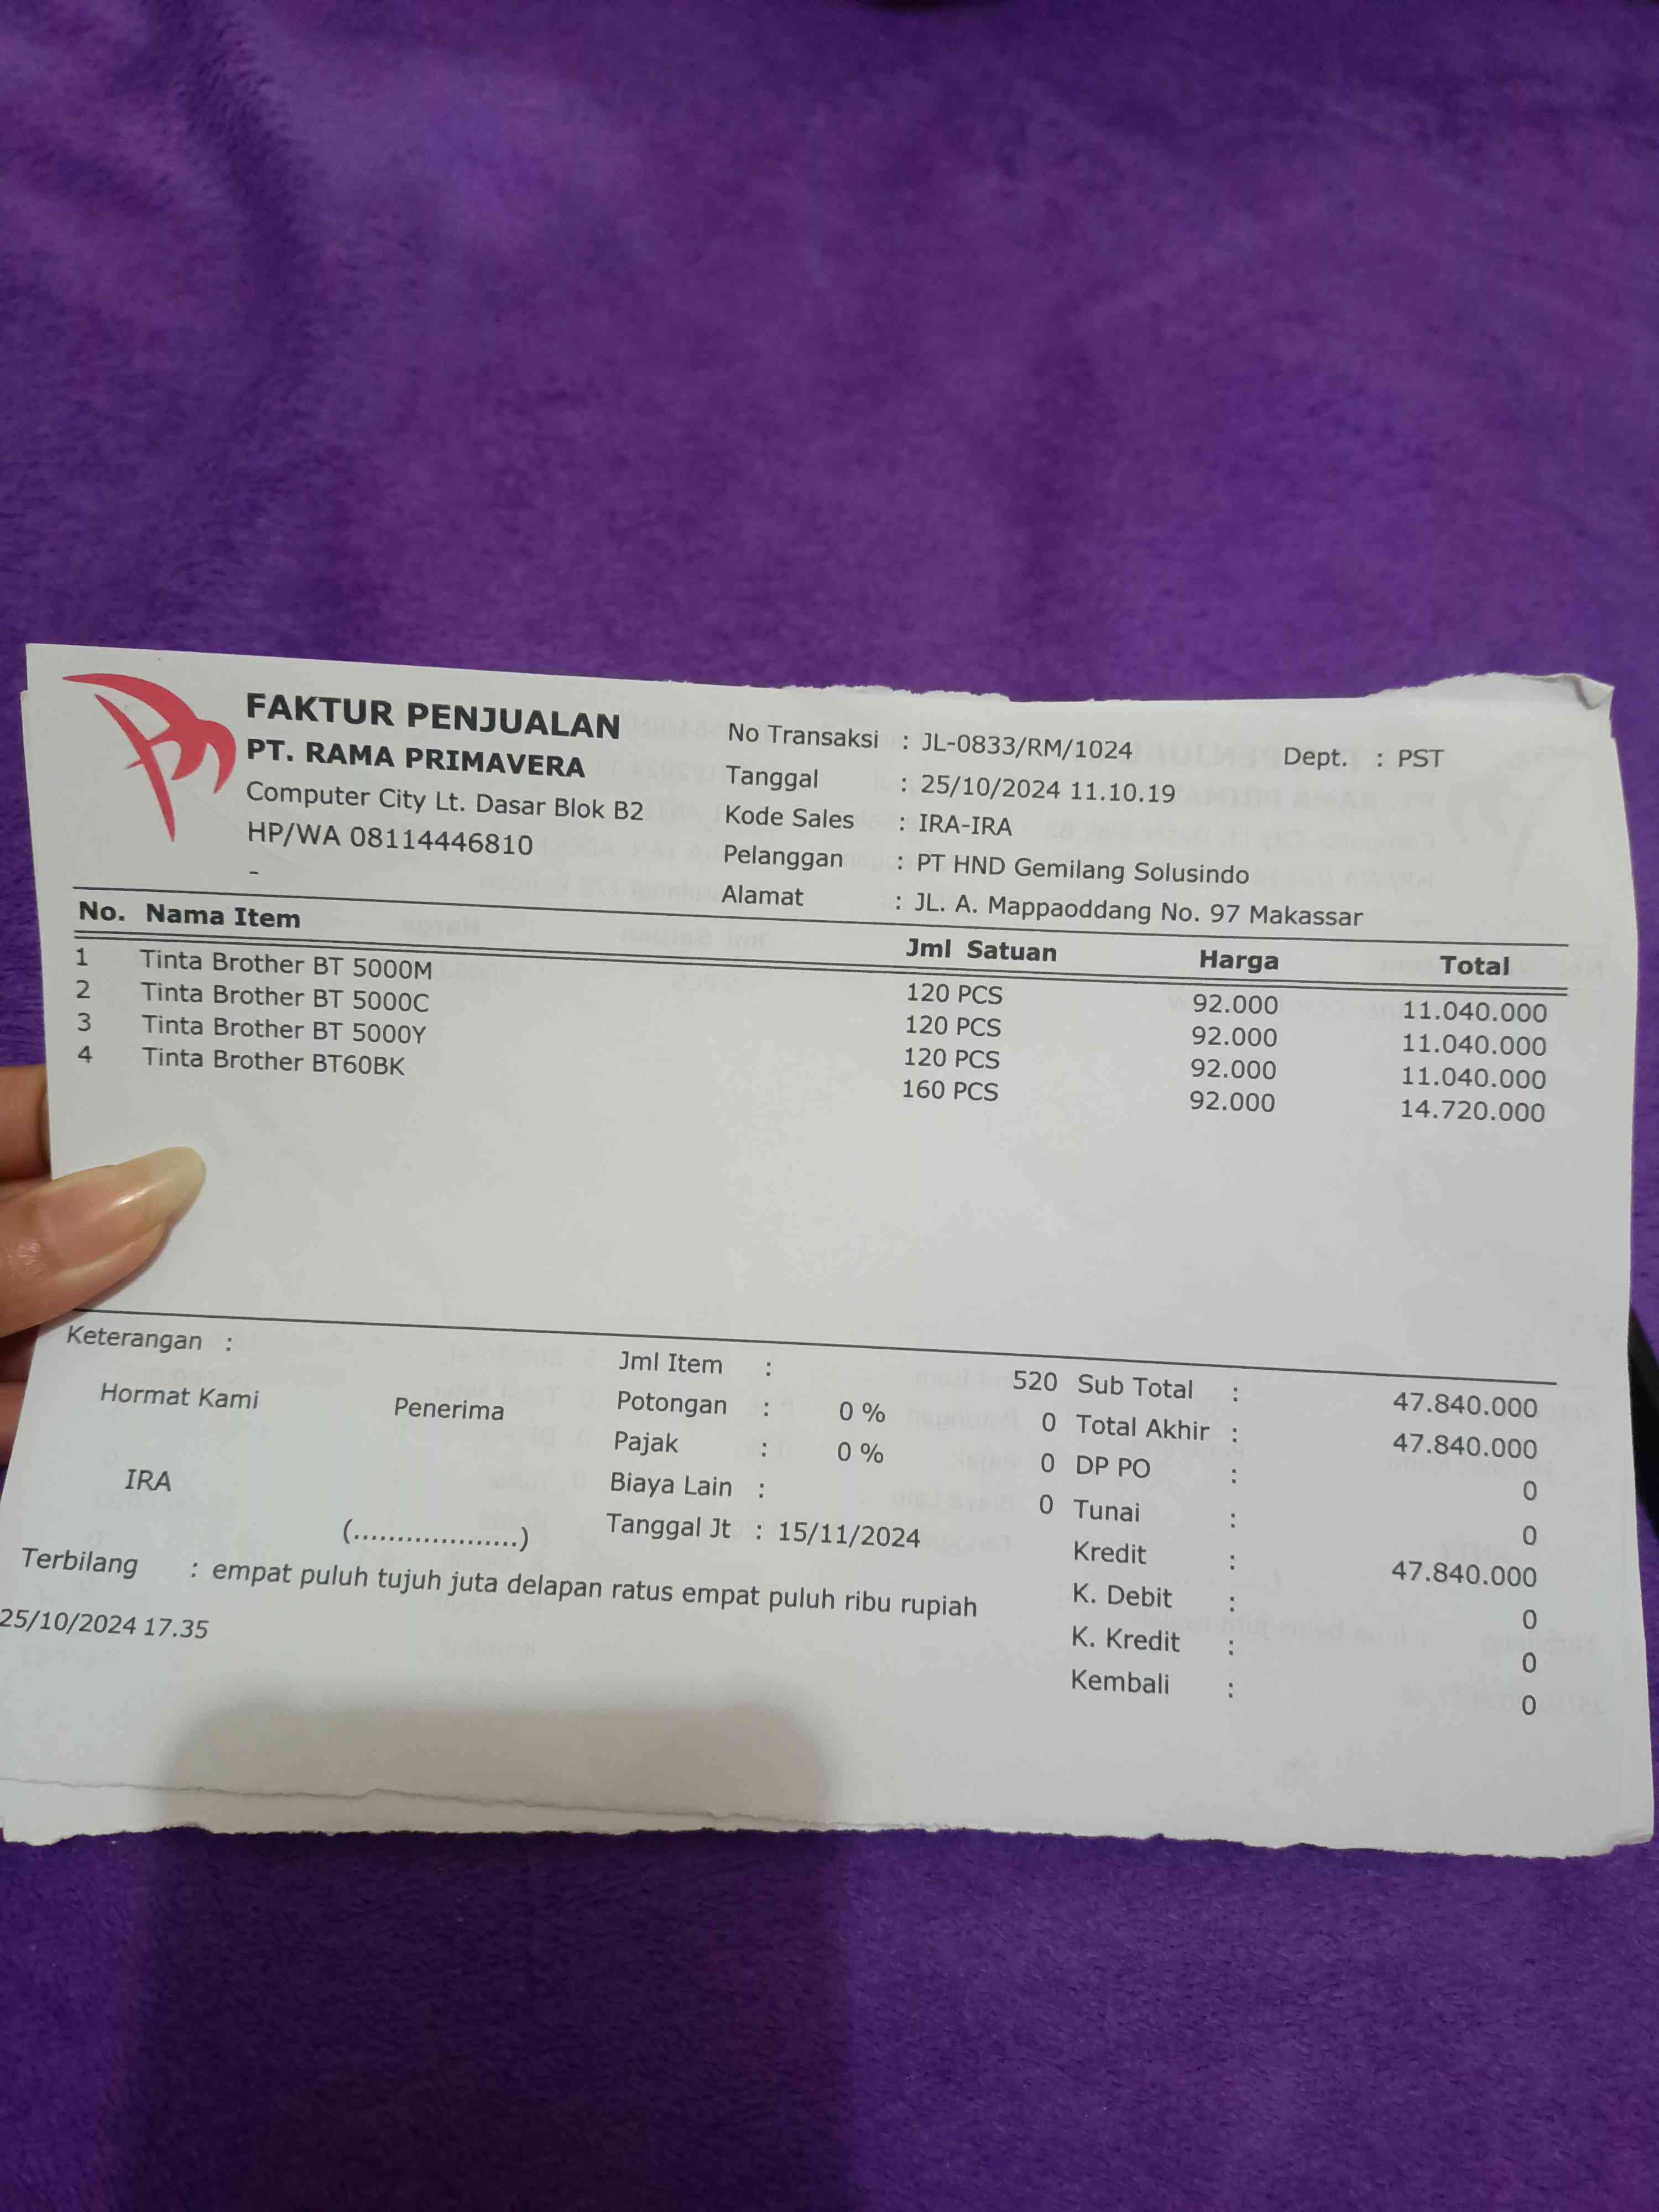 FAKTUR PENJUALAN
PT. RAMA PRIMAVERA
Computer City Lt. Dasar Blok B2
HP/WA 08114446810
-
No Transaksi : JL-0833/RM/1024 Dept. : PST
Tanggal : 25/10/2024 11.10.19
Kode Sales : IRA-IRA
Pelanggan : PT HND Gemilang Solusindo
Alamat : JL. A. Mappaoddang No. 97 Makassar
No. Nama Item Jml Satuan Harga Total
1 Tinta Brother BT 5000M 120 PCS 92.000 11.040.000
2 Tinta Brother BT 5000C 120 PCS 92.000 11.040.000
3 Tinta Brother BT 5000Y 120 PCS 92.000 11.040.000
4 Tinta Brother BT60BK 160 PCS 92.000 14.720.000
Keterangan :
Hormat Kami Penerima
IRA
(...................)
Jml Item : 520
Potongan : 0 % 0
Pajak : 0 % 0
Biaya Lain : 0
Tanggal Jt : 15/11/2024
Sub Total : 47.840.000
Total Akhir : 47.840.000
DP PO : 0
Tunai : 0
Kredit : 47.840.000
K. Debit : 0
K. Kredit : 0
Kembali : 0
Terbilang : empat puluh tujuh juta delapan ratus empat puluh ribu rupiah
25/10/2024 17.35